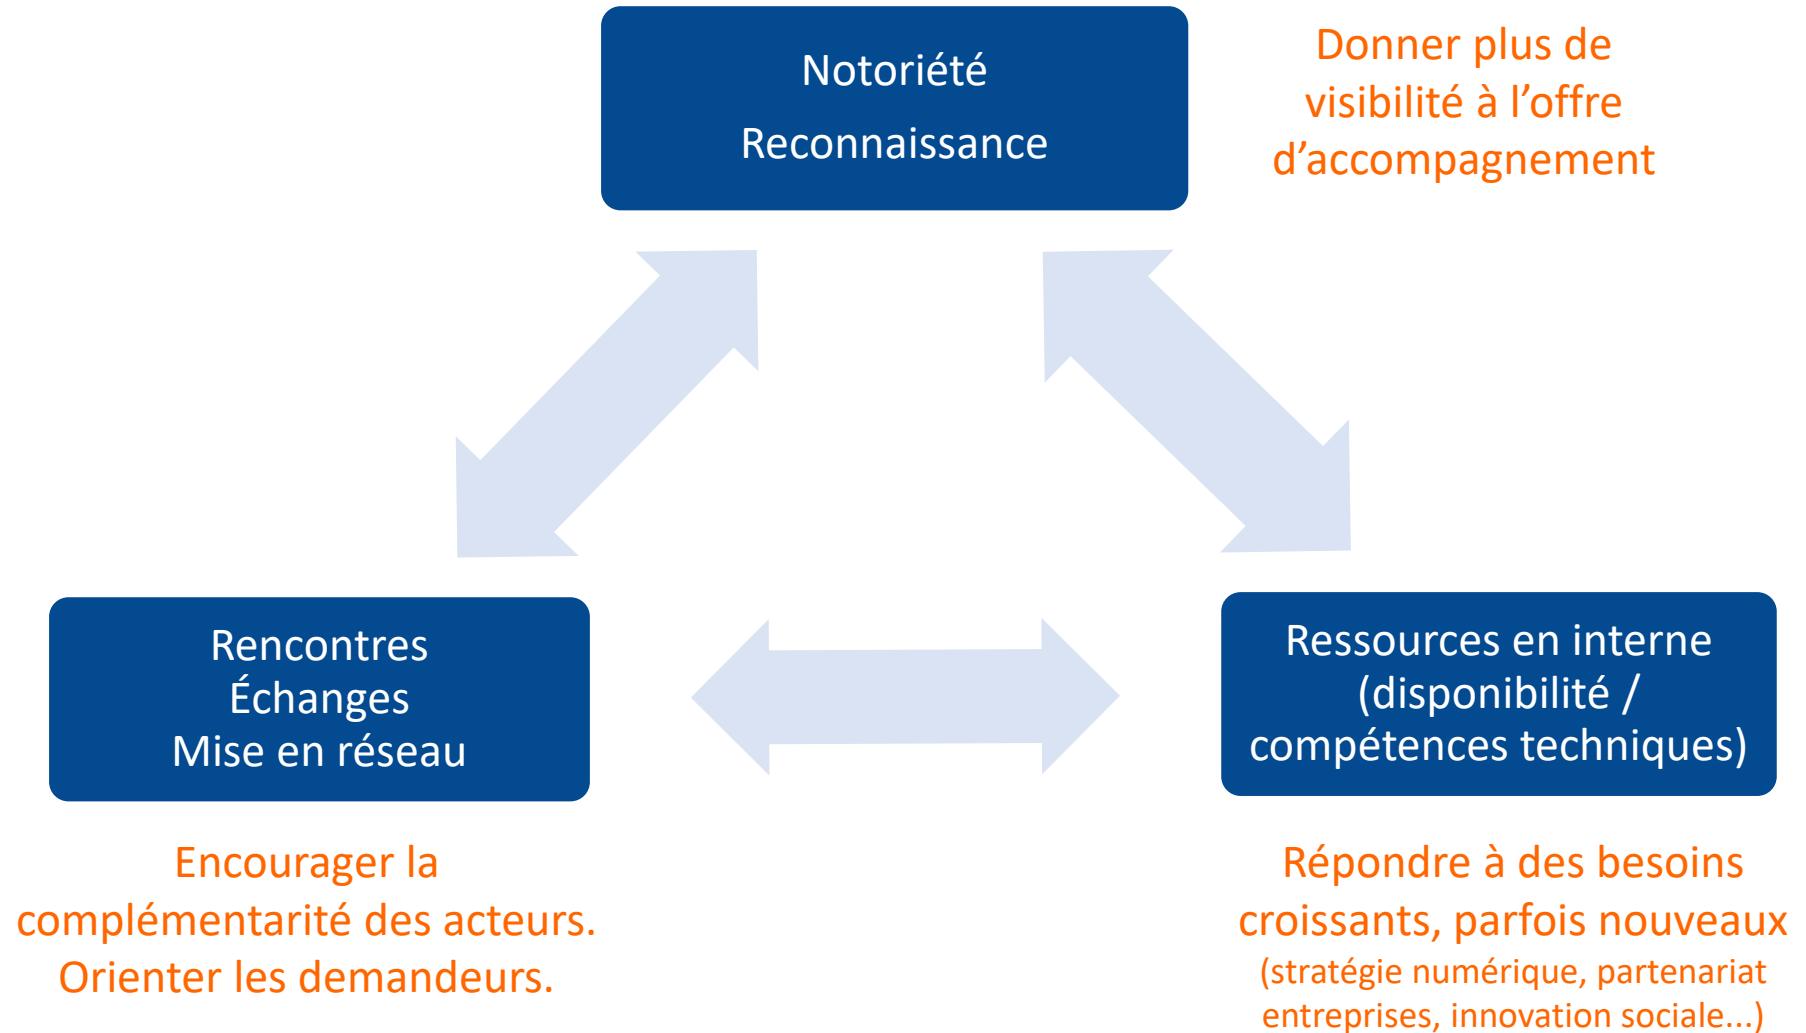 Notoriété
Reconnaissance
Donner plus de
visibilité à l’offre
d’accompagnement
Rencontres
Échanges
Mise en réseau
Encourager la
complémentarité des acteurs.
Orienter les demandeurs.
Ressources en interne
(disponibilité /
compétences techniques)
Répondre à des besoins
croissants, parfois nouveaux
(stratégie numérique, partenariat
entreprises, innovation sociale...)